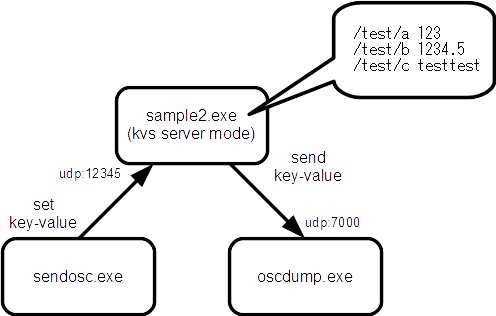 /test/a 123
/test/b 1234.5
/test/c testtest
sample2.exe
(kvs server mode)
udp:12345
send
key-value
set
key-value
udp:7000
sendosc.exe
oscdump.exe